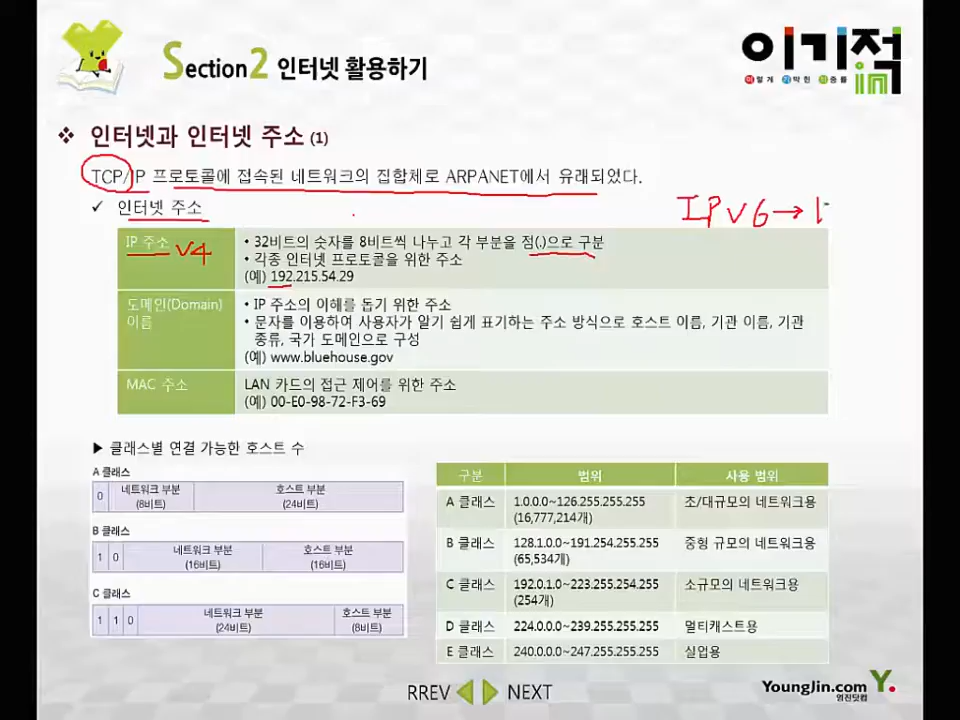 Section2 인터넷 활용하기
이기적in
이렇게 기막힌 적중률
❖ 인터넷과 인터넷 주소 (1)
TCP/IP 프로토콜에 접속된 네트워크의 집합체로 ARPANET에서 유래되었다.
✓ 인터넷 주소
IPV6→1
IP 주소 V4
• 32비트의 숫자를 8비트씩 나누고 각 부분을 점(.)으로 구분
• 각종 인터넷 프로토콜을 위한 주소
(예) 192.215.54.29
도메인(Domain)
이름
• IP 주소의 이해를 돕기 위한 주소
• 문자를 이용하여 사용자가 알기 쉽게 표기하는 주소 방식으로 호스트 이름, 기관 이름, 기관
종류, 국가 도메인으로 구성
(예) www.bluehouse.gov
MAC 주소
LAN 카드의 접근 제어를 위한 주소
(예) 00-E0-98-72-F3-69
▶ 클래스별 연결 가능한 호스트 수
A 클래스
0 네트워크 부분 (8비트) 호스트 부분 (24비트)
B 클래스
1 0 네트워크 부분 (16비트) 호스트 부분 (16비트)
C 클래스
1 1 0 네트워크 부분 (24비트) 호스트 부분 (8비트)
구분 범위 사용 범위
A 클래스 1.0.0.0~126.255.255.255 초/대규모의 네트워크용
(16,777,214개)
B 클래스 128.1.0.0~191.254.255.255 중형 규모의 네트워크용
(65,534개)
C 클래스 192.0.1.0~223.255.254.255 소규모의 네트워크용
(254개)
D 클래스 224.0.0.0~239.255.255.255 멀티캐스트용
E 클래스 240.0.0.0~247.255.255.255 실업용
RREV NEXT
YoungJin.com Y.
영진닷컴